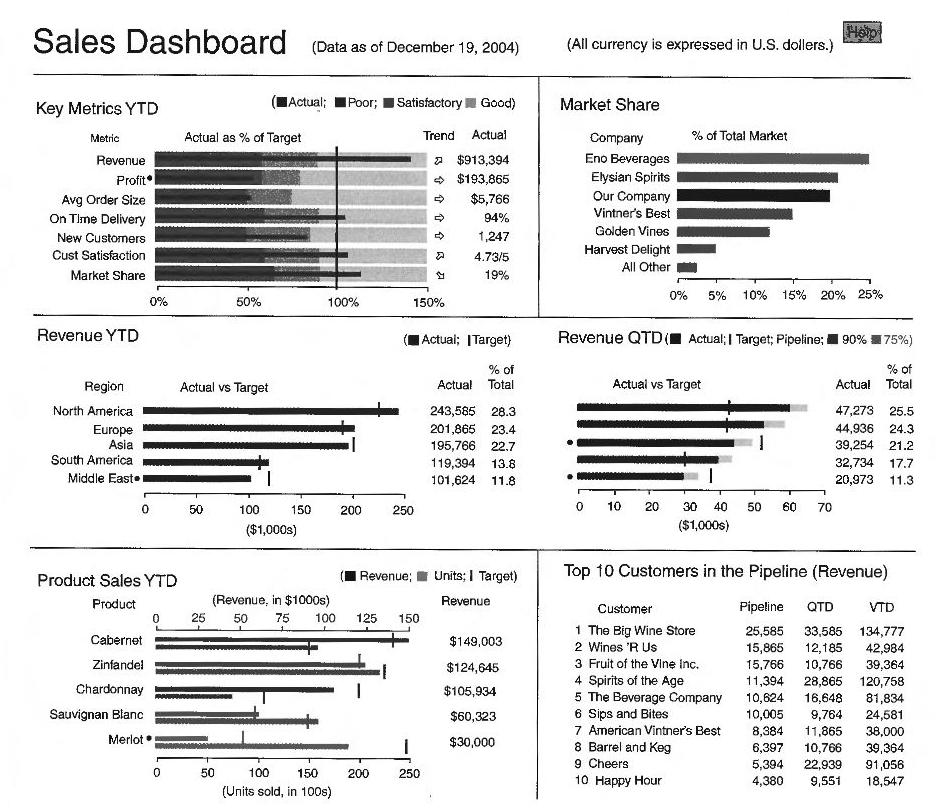 Sales Dashboard (Data as of December 19, 2004) (All currency is expressed in U.S. dollers.) Help
Key Metrics YTD (Actual; Poor; Satisfactory Good)
Metric Actual as % of Target Trend Actual
Revenue $913,394
Profit $193,865
Avg Order Size $5,766
On Time Delivery 94%
New Customers 1,247
Cust Satisfaction 4.73/5
Market Share 19%
0% 50% 100% 150%
Market Share
Company % of Total Market
Eno Beverages
Elysian Spirits
Our Company
Vintner's Best
Golden Vines
Harvest Delight
All Other
0% 5% 10% 15% 20% 25%
Revenue YTD (Actual; Target)
Region Actual vs Target Actual % of Total
North America 243,585 28.3
Europe 201,865 23.4
Asia 195,766 22.7
South America 119,394 13.8
Middle East 101,624 11.8
0 50 100 150 200 250
($1,000s)
Revenue QTD (Actual; Target; Pipeline; 90% 75%)
Actual vs Target Actual % of Total
47,273 25.5
44,936 24.3
39,254 21.2
32,734 17.7
20,973 11.3
0 10 20 30 40 50 60 70
($1,000s)
Product Sales YTD (Revenue; Units; Target)
Product (Revenue, in $1000s) Revenue
0 25 50 75 100 125 150
Cabernet $149,003
Zinfandel $124,645
Chardonnay $105,934
Sauvignan Blanc $60,323
Merlot $30,000
0 50 100 150 200 250
(Units sold, in 100s)
Top 10 Customers in the Pipeline (Revenue)
Customer Pipeline QTD VTD
1 The Big Wine Store 25,585 33,585 134,777
2 Wines 'R Us 15,865 12,185 42,984
3 Fruit of the Vine Inc. 15,766 10,766 39,364
4 Spirits of the Age 11,394 28,865 120,758
5 The Beverage Company 10,624 16,648 81,834
6 Sips and Bites 10,005 9,764 24,581
7 American Vintner's Best 8,384 11,865 38,000
8 Barrel and Keg 6,397 10,766 39,364
9 Cheers 5,394 22,939 91,056
10 Happy Hour 4,380 9,551 18,547